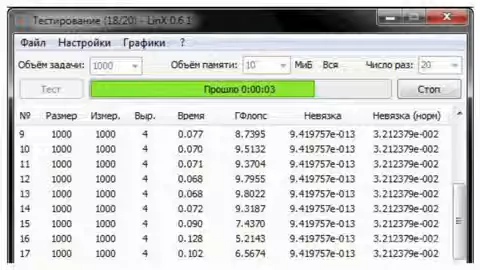 Тестирование (18/20) - LinX 0.6.1
Файл Настройки Графики ?
Объём задачи: 1000 Объём памяти: 10 МиБ Вся Число раз: 20
Тест Прошло 0:00:03 Стоп
№ Размер Измер. Выр. Время ГФлопс Невязка Невязка (норм)
9 1000 1000 4 0.077 8.7395 9.419757e-013 3.212379e-002
10 1000 1000 4 0.070 9.5132 9.419757e-013 3.212379e-002
11 1000 1000 4 0.071 9.3704 9.419757e-013 3.212379e-002
12 1000 1000 4 0.068 9.7955 9.419757e-013 3.212379e-002
13 1000 1000 4 0.068 9.8022 9.419757e-013 3.212379e-002
14 1000 1000 4 0.072 9.3187 9.419757e-013 3.212379e-002
15 1000 1000 4 0.090 7.4370 9.419757e-013 3.212379e-002
16 1000 1000 4 0.128 5.2143 9.419757e-013 3.212379e-002
17 1000 1000 4 0.102 6.5674 9.419757e-013 3.212379e-002